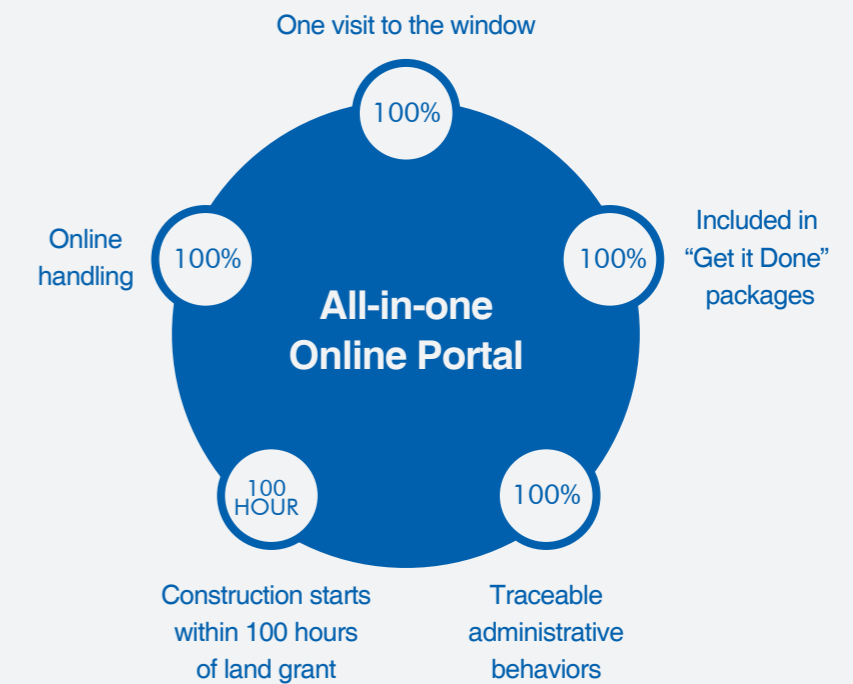 One visit to the window
100%
Online
handling
100%
100%
Included in
“Get it Done”
packages
All-in-one
Online Portal
100
HOUR
100%
Construction starts
within 100 hours
of land grant
Traceable
administrative
behaviors